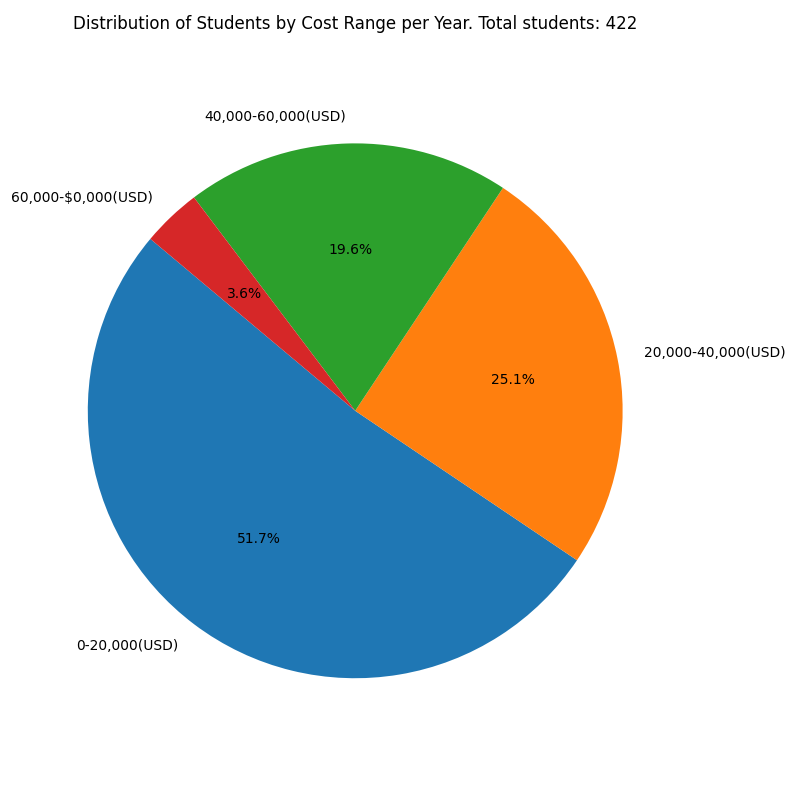 Distribution of Students by Cost Range per Year. Total students: 422
40,000-60,000(USD)
60,000-$0,000(USD)
19.6%
3.6%
20,000-40,000(USD)
25.1%
51.7%
0-20,000(USD)